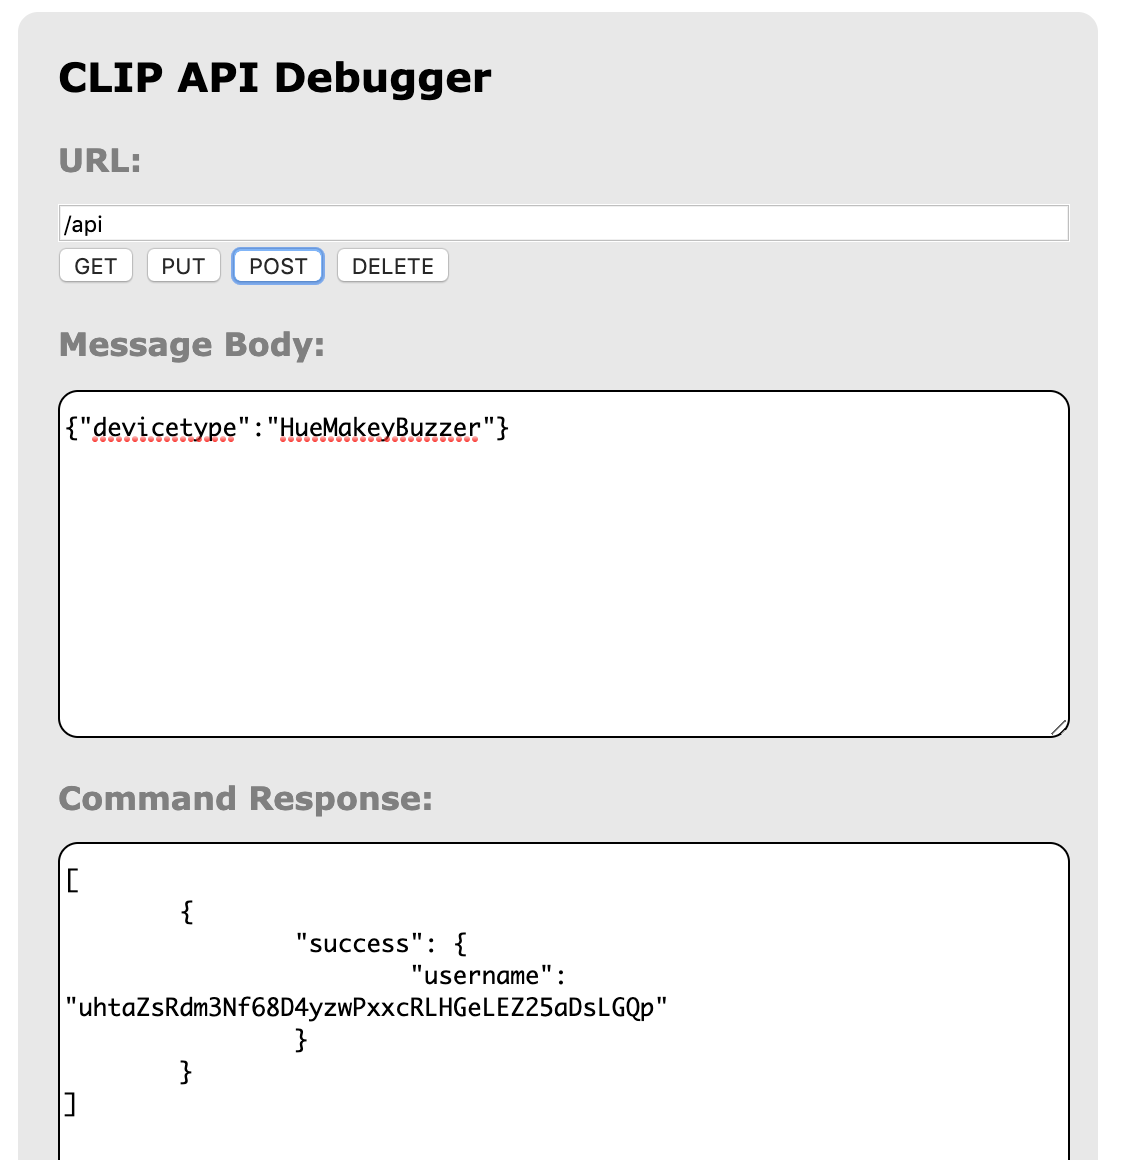 CLIP API Debugger
URL:
/api
GET PUT POST DELETE
Message Body:
{"devicetype":"HueMakeyBuzzer"}
Command Response:
[
{
"success": {
"username":
"uhtaZsRdm3Nf68D4yzwPxxcRLHGeLEZ25aDsLGQp"
}
}
]